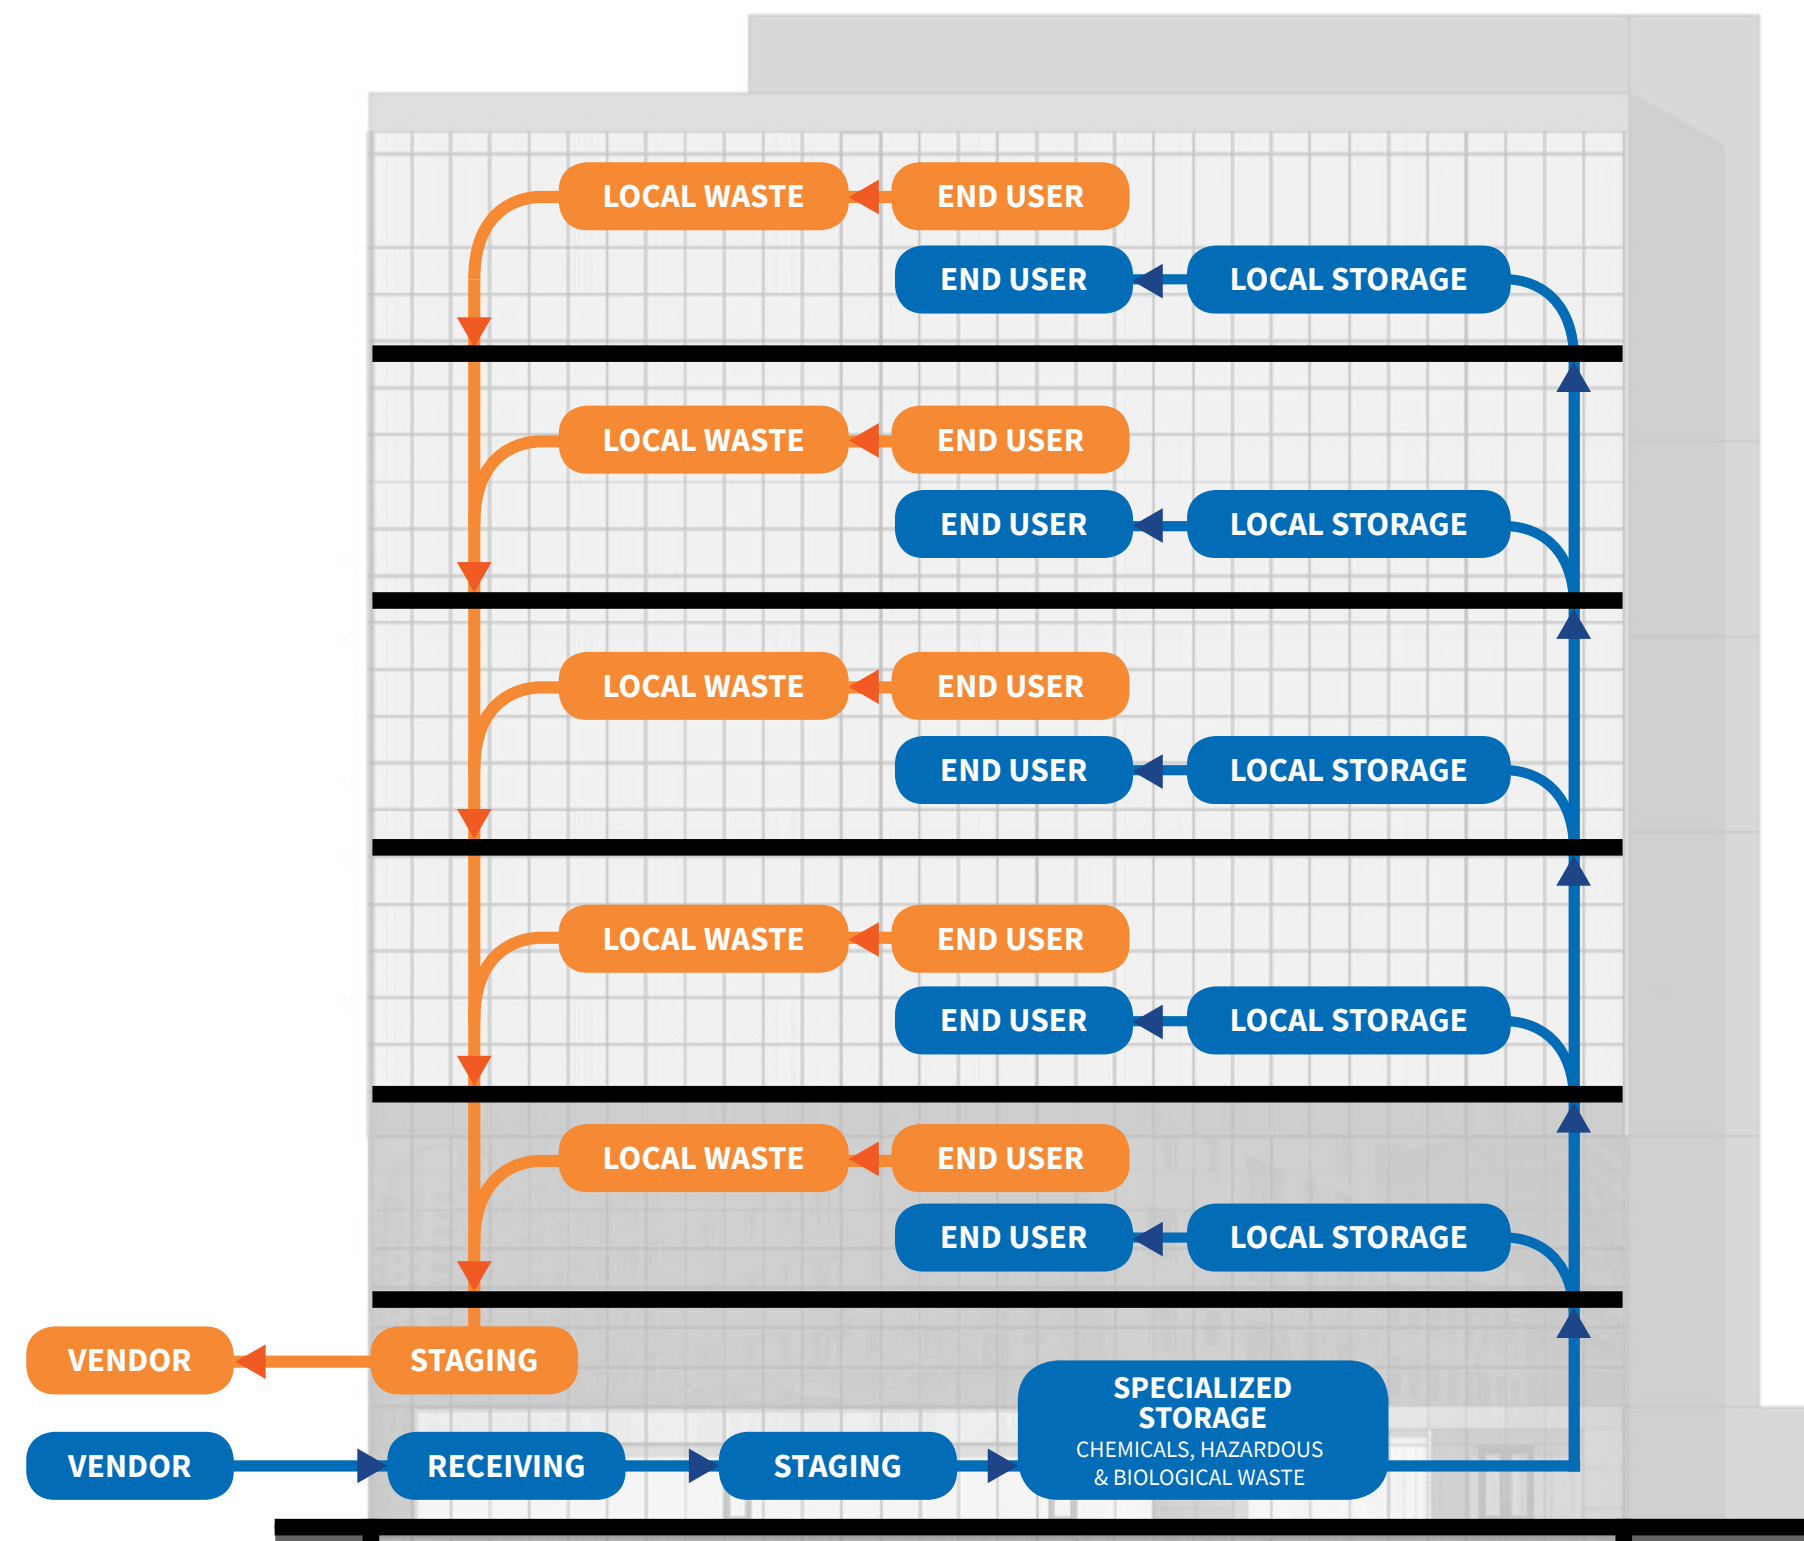 LOCAL WASTE
END USER
END USER
LOCAL STORAGE
LOCAL WASTE
END USER
END USER
LOCAL STORAGE
LOCAL WASTE
END USER
END USER
LOCAL STORAGE
LOCAL WASTE
END USER
END USER
LOCAL STORAGE
LOCAL WASTE
END USER
END USER
LOCAL STORAGE
VENDOR
STAGING
VENDOR
RECEIVING
STAGING
SPECIALIZED
STORAGE
CHEMICALS, HAZARDOUS
& BIOLOGICAL WASTE